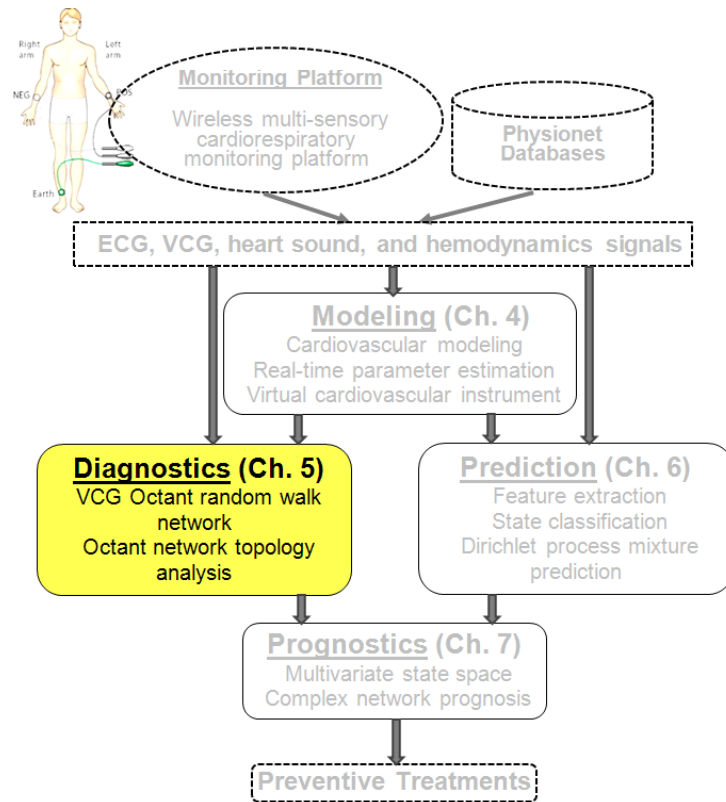 Right
arm
Left
arm
NEG
POS
Earth
Monitoring Platform
Wireless multi-sensory
cardiorespiratory
monitoring platform
Physionet
Databases
ECG, VCG, heart sound, and hemodynamics signals
Modeling (Ch. 4)
Cardiovascular modeling
Real-time parameter estimation
Virtual cardiovascular instrument
Diagnostics (Ch. 5)
VCG Octant random walk
network
Octant network topology
analysis
Prediction (Ch. 6)
Feature extraction
State classification
Dirichlet process mixture
prediction
Prognostics (Ch. 7)
Multivariate state space
Complex network prognosis
Preventive Treatments